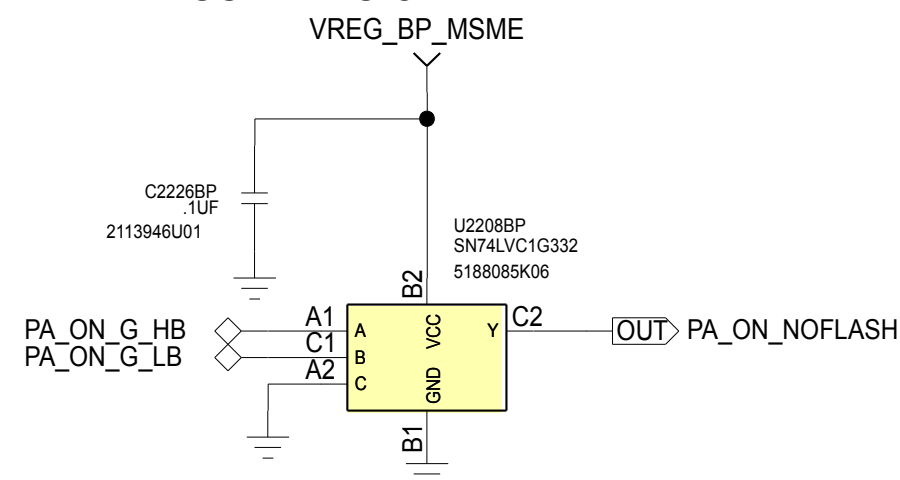 VREG_BP_MSME
C2226BP
.1UF
2113946U01
U2208BP
SN74LVC1G332
5188085K06
B2
PA_ON_G_HB
A1
A
VCC
Y
C2
OUT
PA_ON_NOFLASH
PA_ON_G_LB
C1
B
A2
C
GND
B1